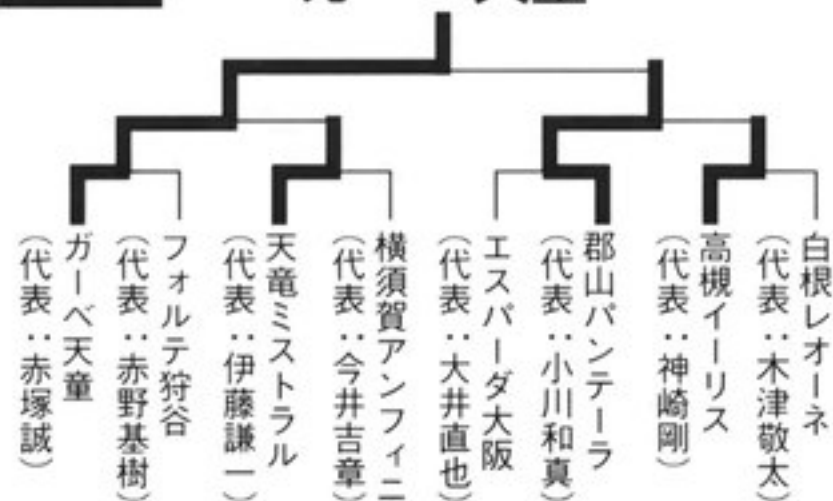 ガーベ天童
(代表:赤塚誠)
フォルテ狩谷
(代表:赤野基樹)
天竜ミストラル
(代表:伊藤謙一)
横須賀アンフィニ
(代表:今井吉章)
エスパーダ大阪
(代表:大井直也)
郡山パンテーラ
(代表:小川和真)
高槻イーリス
(代表:神崎剛)
白根レオーネ
(代表:木津敬太